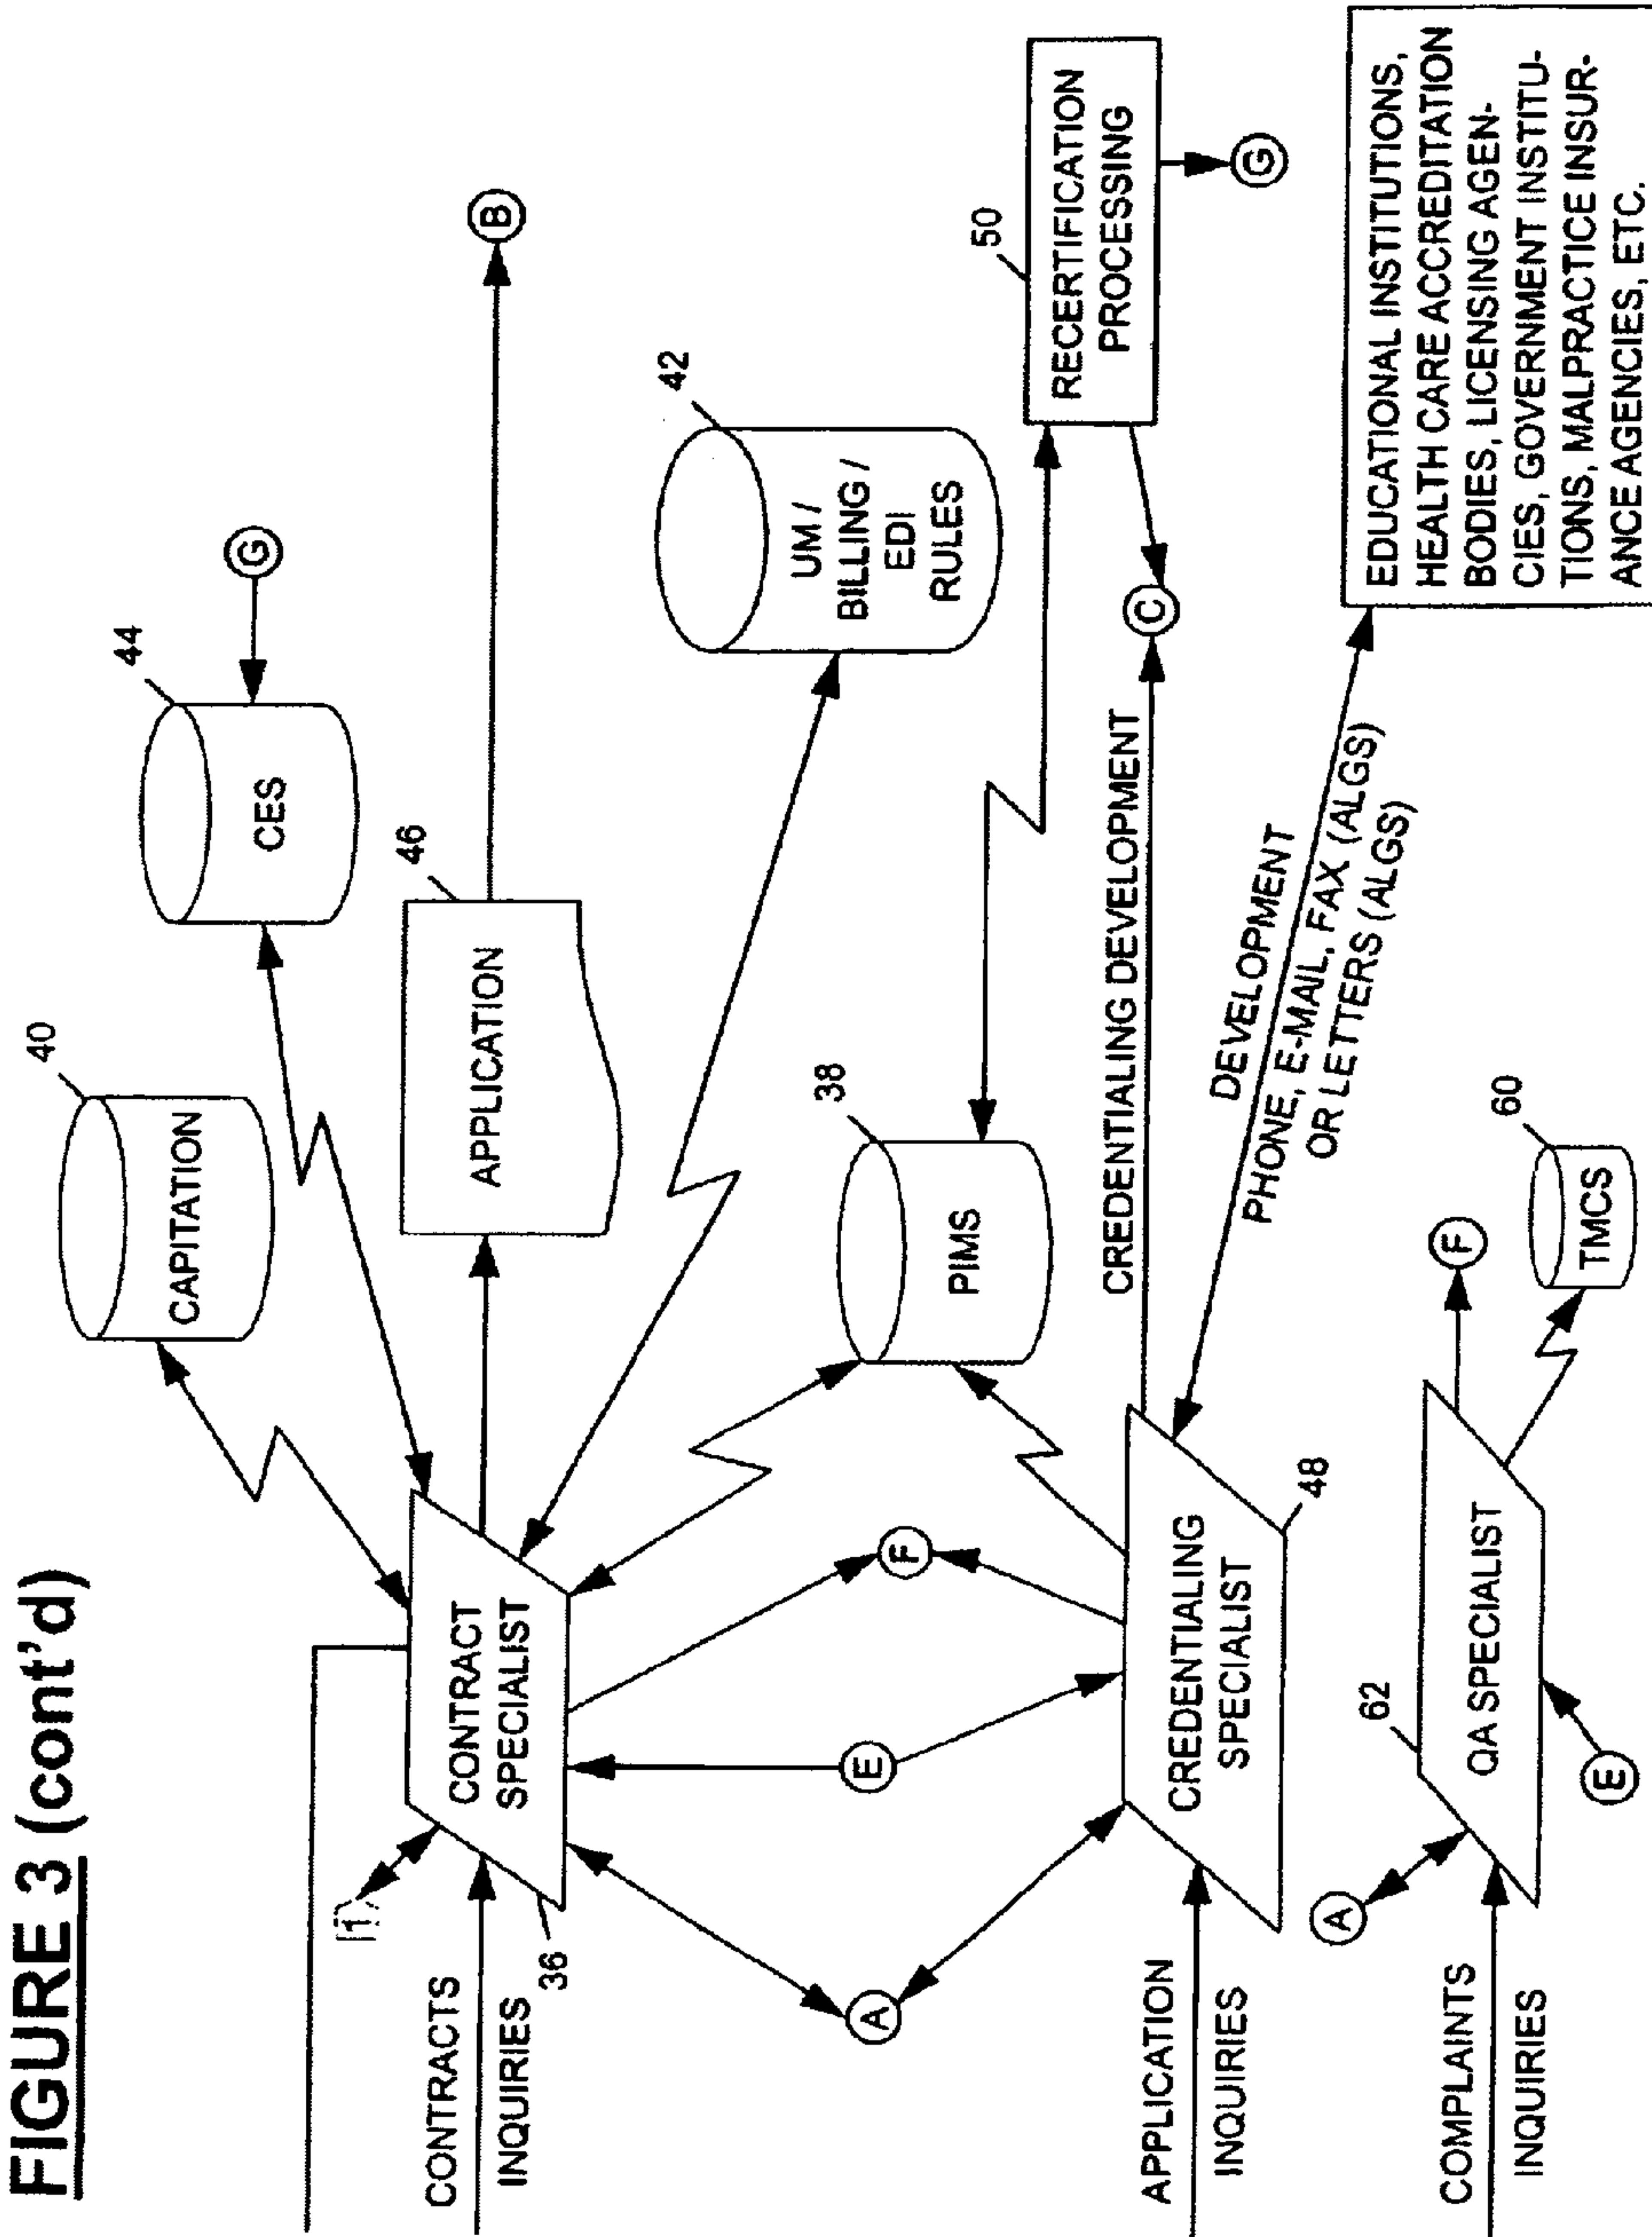 FIGURE 3 (cont'd)
40
CAPITATION
44
CES
G
CONTRACTS
INQUIRIES
36
CONTRACT
SPECIALIST
46
APPLICATION
B
42
UM /
BILLING /
EDI
RULES
A
E
F
38
PIMS
50
RECERTIFICATION
PROCESSING
C
G
APPLICATION
INQUIRIES
CREDENTIALING
SPECIALIST
48
CREDENTIALING DEVELOPMENT
DEVELOPMENT
PHONE, E-MAIL, FAX (ALGS)
OR LETTERS (ALGS)
EDUCATIONAL INSTITUTIONS,
HEALTH CARE ACCREDITATION
BODIES, LICENSING AGEN-
CIES, GOVERNMENT INSTITU-
TIONS, MALPRACTICE INSUR-
ANCE AGENCIES, ETC.
A
62
COMPLAINTS
INQUIRIES
QA SPECIALIST
E
F
60
TMCS